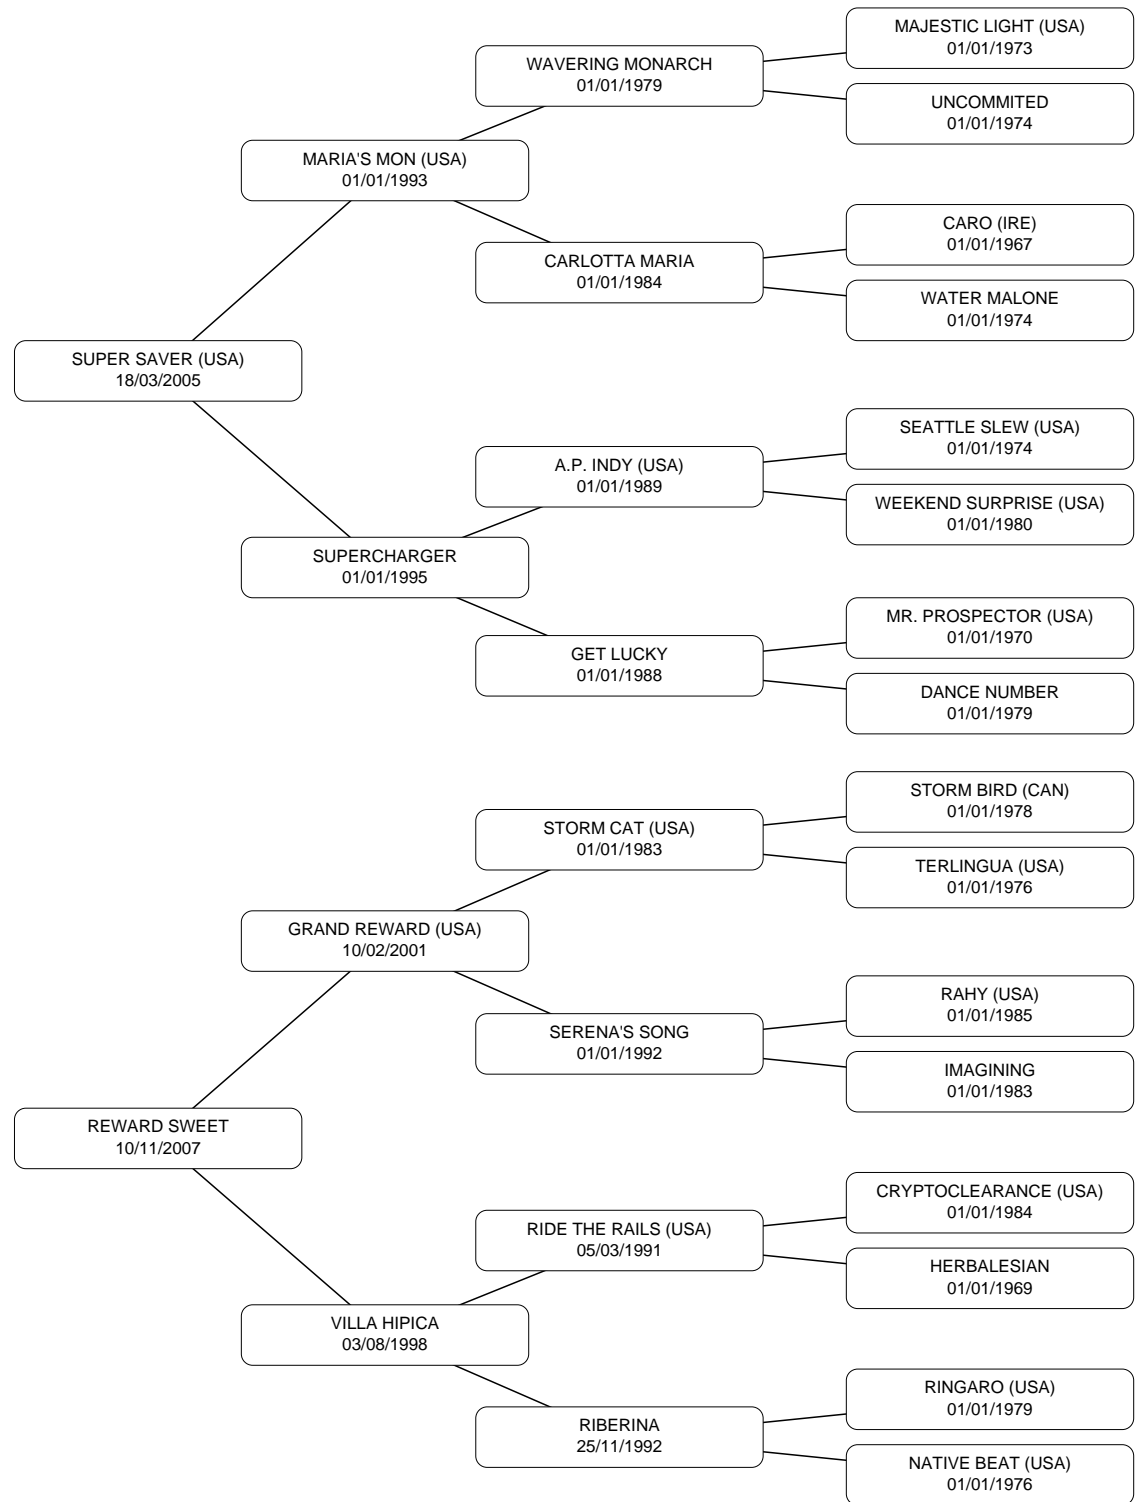 MAJESTIC LIGHT (USA)
01/01/1973
WAVERING MONARCH
01/01/1979
UNCOMMITED
01/01/1974
MARIA'S MON (USA)
01/01/1993
CARO (IRE)
01/01/1967
CARLOTTA MARIA
01/01/1984
WATER MALONE
01/01/1974
SUPER SAVER (USA)
18/03/2005
SEATTLE SLEW (USA)
01/01/1974
A.P. INDY (USA)
01/01/1989
WEEKEND SURPRISE (USA)
01/01/1980
SUPERCHARGER
01/01/1995
MR. PROSPECTOR (USA)
01/01/1970
GET LUCKY
01/01/1988
DANCE NUMBER
01/01/1979
STORM BIRD (CAN)
01/01/1978
STORM CAT (USA)
01/01/1983
TERLINGUA (USA)
01/01/1976
GRAND REWARD (USA)
10/02/2001
RAHY (USA)
01/01/1985
SERENA'S SONG
01/01/1992
IMAGINING
01/01/1983
REWARD SWEET
10/11/2007
CRYPTOCLEARANCE (USA)
01/01/1984
RIDE THE RAILS (USA)
05/03/1991
HERBALESIAN
01/01/1969
VILLA HIPICA
03/08/1998
RINGARO (USA)
01/01/1979
RIBERINA
25/11/1992
NATIVE BEAT (USA)
01/01/1976